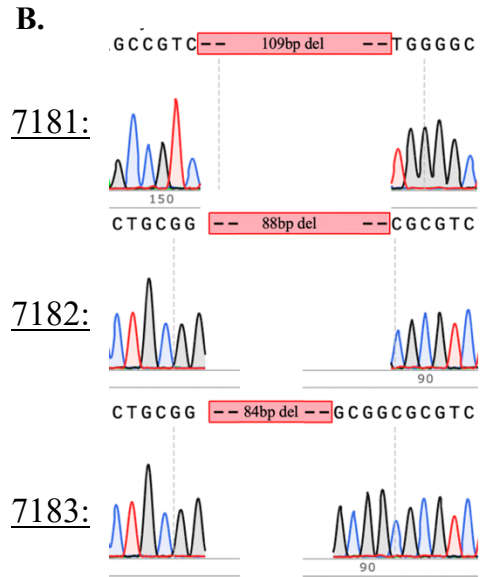 B.
GCCGTC-- 109bp del --TGGGGC
7181:
150
CTGCGG -- 88bp del --CGCGTC
7182:
90
CTGCGG --84bp del--GCGGCGCGTC
7183:
90